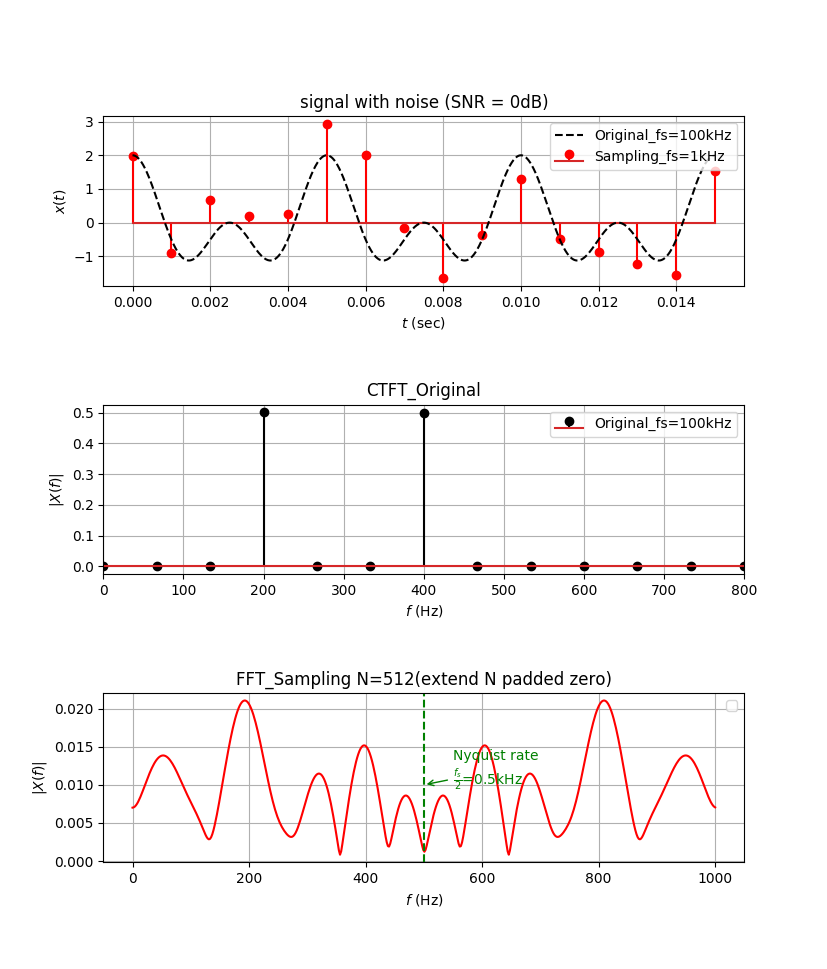 signal with noise (SNR = 0dB)
3
2
1
0
−1
x(t)
Original_fs=100kHz
Sampling_fs=1kHz
0.000 0.002 0.004 0.006 0.008 0.010 0.012 0.014
t (sec)
CTFT_Original
0.5
0.4
0.3
0.2
0.1
0.0
|X(f)|
Original_fs=100kHz
0 100 200 300 400 500 600 700 800
f (Hz)
FFT_Sampling N=512(extend N padded zero)
0.020
0.015
0.010
0.005
0.000
|X(f)|
Nyquist rate
fs/2=0.5kHz
0 200 400 600 800 1000
f (Hz)